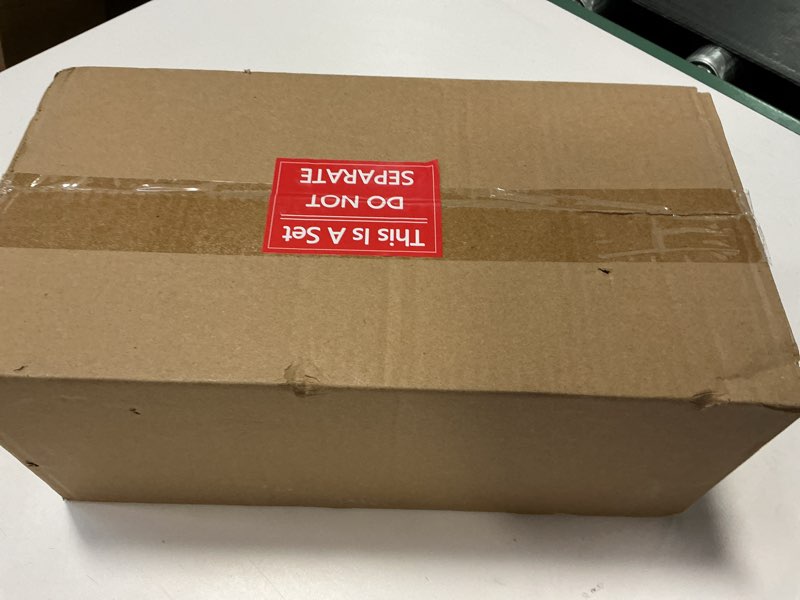 This Is A Set
DO NOT
SEPARATE